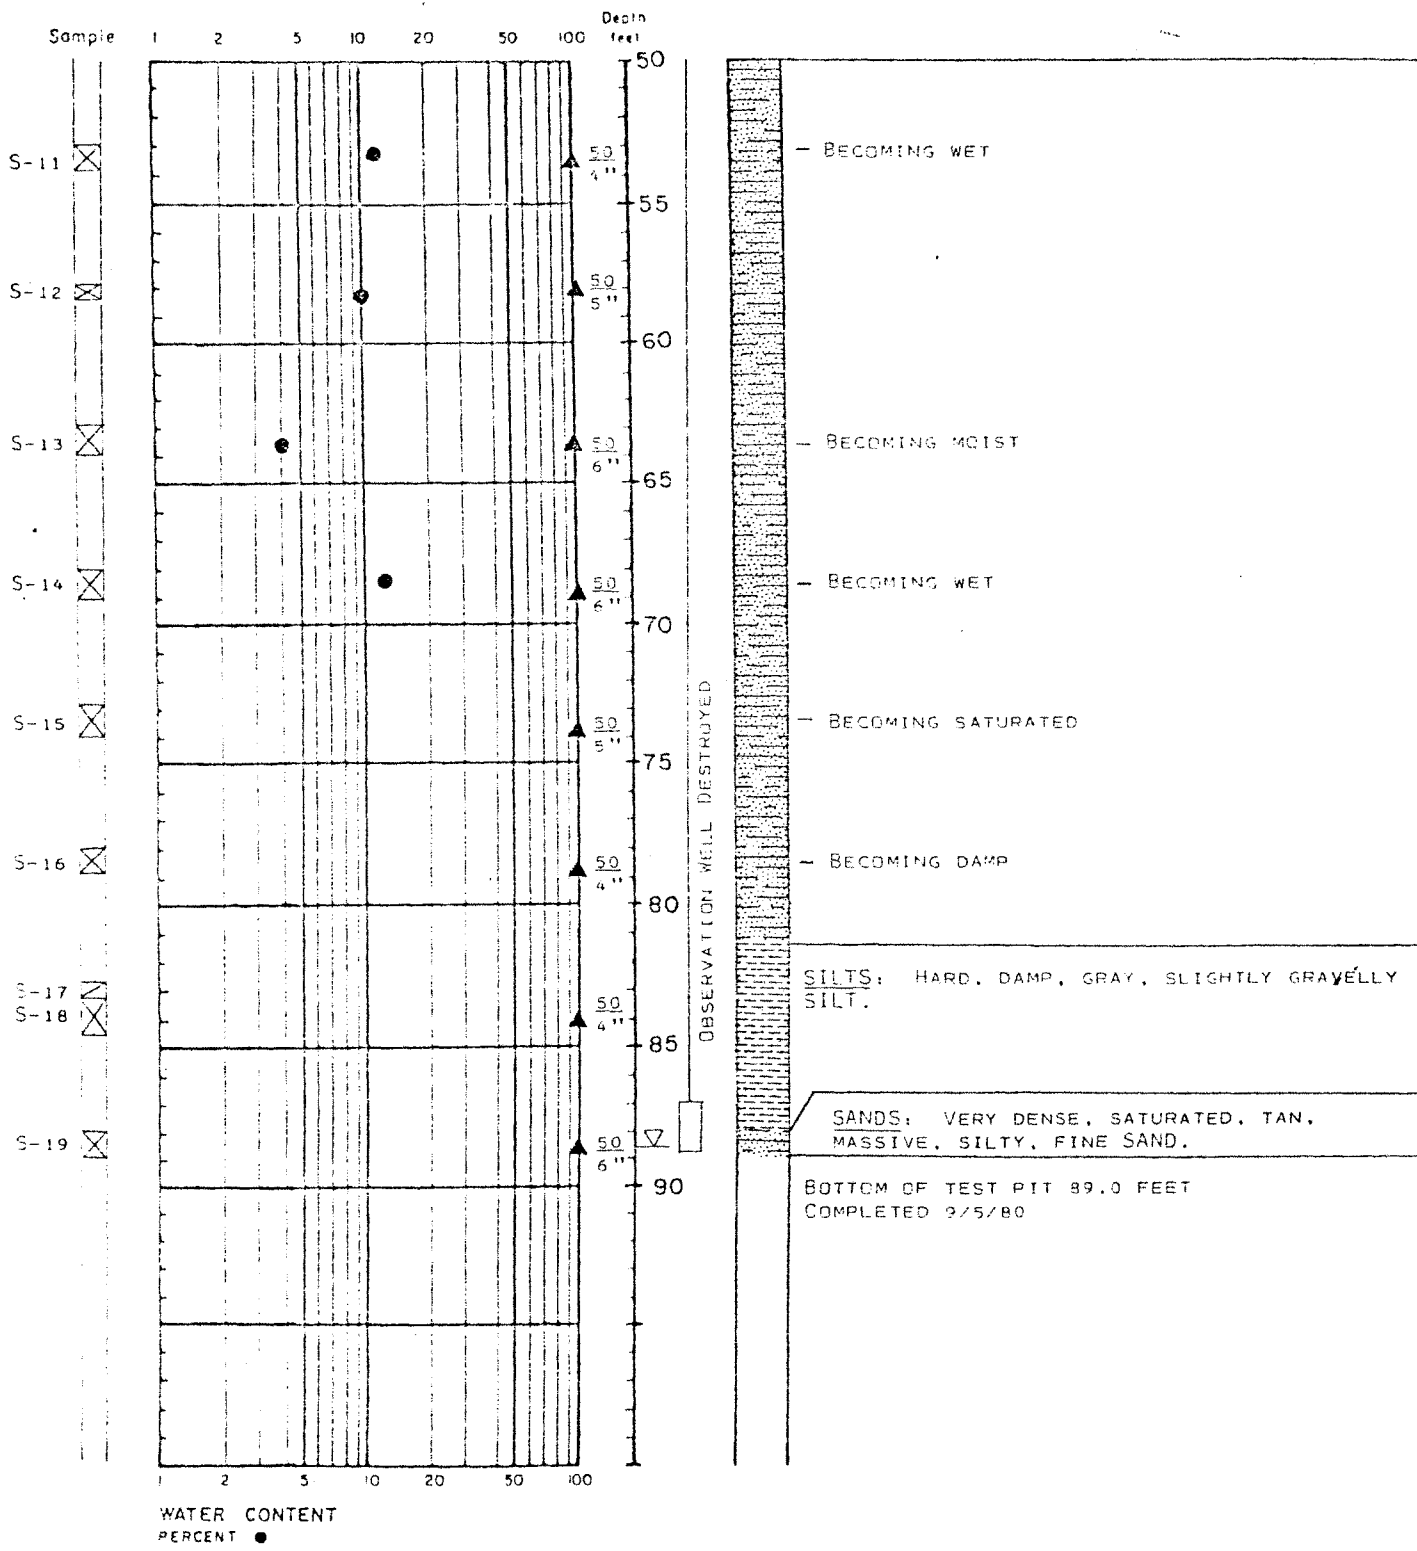 Depth
Sample 1 2 5 10 20 50 100 feet
50
S-11 50/4" - BECOMING WET
55
S-12 50/5"
60
S-13 50/6" - BECOMING MOIST
65
S-14 50/6" - BECOMING WET
70
S-15 50/5" - BECOMING SATURATED
75
OBSERVATION WELL DESTROYED
S-16 50/4" - BECOMING DAMP
80
S-17
SILTS: HARD, DAMP, GRAY, SLIGHTLY GRAVELLY
SILT.
S-18 50/4"
85
SANDS: VERY DENSE, SATURATED, TAN,
MASSIVE, SILTY, FINE SAND.
S-19 50/6"
90
BOTTOM OF TEST PIT 89.0 FEET
COMPLETED 9/5/80
1 2 5 10 20 50 100
WATER CONTENT
PERCENT ●